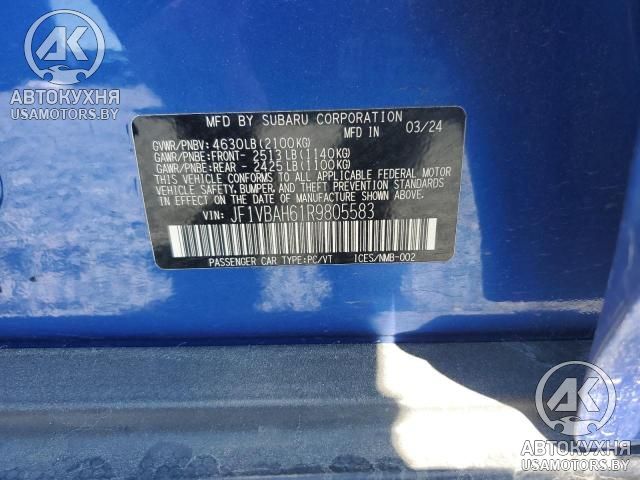 AK
АВТОКУХНЯ
USAMOTORS.BY
MFD BY SUBARU CORPORATION
MFD IN 03/24
GVWR/PNBV: 4630LB(2100KG)
GAWR/PNBE:FRONT- 2513LB(1140KG)
GAWR/PNBE:REAR - 2425LB(1100KG)
THIS VEHICLE CONFORMS TO ALL APPLICABLE FEDERAL MOTOR
VEHICLE SAFETY, BUMPER, AND THEFT PREVENTION STANDARDS
IN EFFECT ON THE DATE OF MANUFACTURE SHOWN ABOVE.
VIN: JF1VBAH61R9805583
PASSENGER CAR TYPE:PC/VT ICES/NMB-002
AK
АВТОКУХНЯ
USAMOTORS.BY